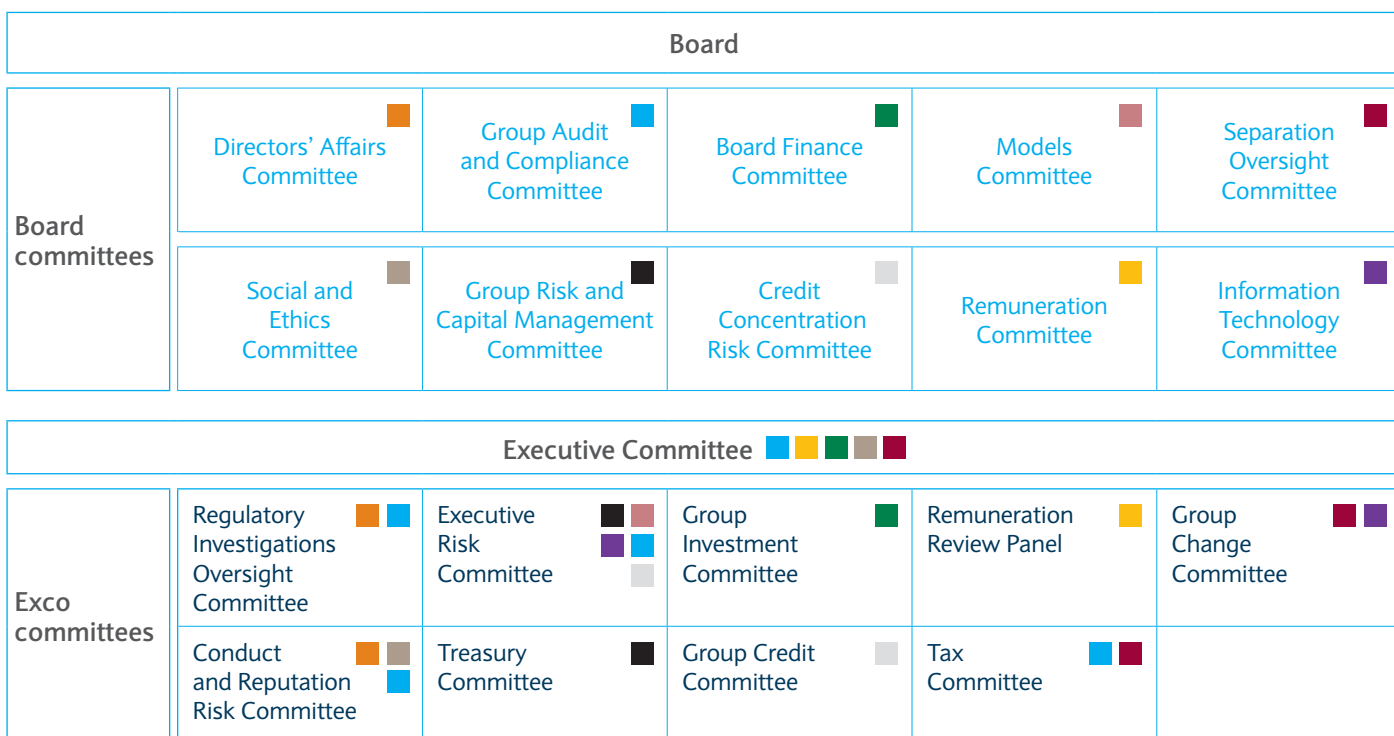 Board
Board
committees
Directors’ Affairs
Committee
Group Audit
and Compliance
Committee
Board Finance
Committee
Models
Committee
Separation
Oversight
Committee
Social and
Ethics
Committee
Group Risk and
Capital Management
Committee
Credit
Concentration
Risk Committee
Remuneration
Committee
Information
Technology
Committee
Executive Committee
Exco
committees
Regulatory
Investigations
Oversight
Committee
Executive
Risk
Committee
Group
Investment
Committee
Remuneration
Review Panel
Group
Change
Committee
Conduct
and Reputation
Risk Committee
Treasury
Committee
Group Credit
Committee
Tax
Committee